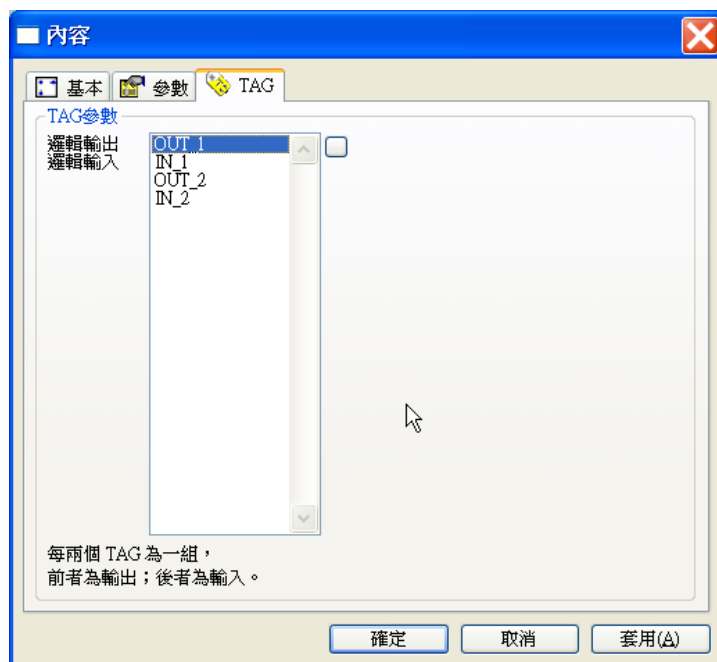 內容
基本 參數 TAG
TAG參數
邏輯輸出
邏輯輸入
OUT_1
IN_1
OUT_2
IN_2
每兩個 TAG 為一組，
前者為輸出；後者為輸入。
確定 取消 套用(A)